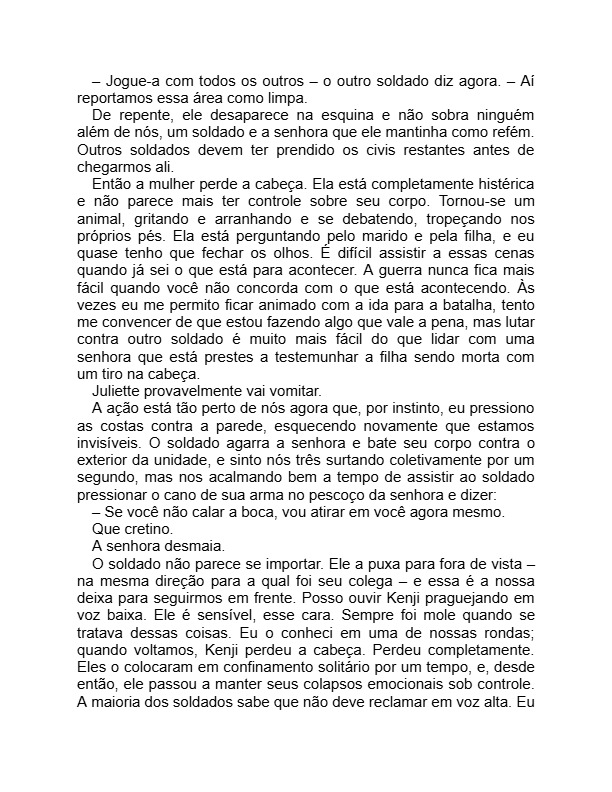 – Jogue-a com todos os outros – o outro soldado diz agora. – Aí
reportamos essa área como limpa.
De repente, ele desaparece na esquina e não sobra ninguém
além de nós, um soldado e a senhora que ele mantinha como refém.
Outros soldados devem ter prendido os civis restantes antes de
chegarmos ali.
Então a mulher perde a cabeça. Ela está completamente histérica
e não parece mais ter controle sobre seu corpo. Tornou-se um
animal, gritando e arranhando e se debatendo, tropeçando nos
próprios pés. Ela está perguntando pelo marido e pela filha, e eu
quase tenho que fechar os olhos. É difícil assistir a essas cenas
quando já sei o que está para acontecer. A guerra nunca fica mais
fácil quando você não concorda com o que está acontecendo. Às
vezes eu me permito ficar animado com a ida para a batalha, tento
me convencer de que estou fazendo algo que vale a pena, mas lutar
contra outro soldado é muito mais fácil do que lidar com uma
senhora que está prestes a testemunhar a filha sendo morta com
um tiro na cabeça.
Juliette provavelmente vai vomitar.
A ação está tão perto de nós agora que, por instinto, eu pressiono
as costas contra a parede, esquecendo novamente que estamos
invisíveis. O soldado agarra a senhora e bate seu corpo contra o
exterior da unidade, e sinto nós três surtando coletivamente por um
segundo, mas nos acalmando bem a tempo de assistir ao soldado
pressionar o cano de sua arma no pescoço da senhora e dizer:
– Se você não calar a boca, vou atirar em você agora mesmo.
Que cretino.
A senhora desmaia.
O soldado não parece se importar. Ele a puxa para fora de vista –
na mesma direção para a qual foi seu colega – e essa é a nossa
deixa para seguirmos em frente. Posso ouvir Kenji praguejando em
voz baixa. Ele é sensível, esse cara. Sempre foi mole quando se
tratava dessas coisas. Eu o conheci em uma de nossas rondas;
quando voltamos, Kenji perdeu a cabeça. Perdeu completamente.
Eles o colocaram em confinamento solitário por um tempo, e, desde
então, ele passou a manter seus colapsos emocionais sob controle.
A maioria dos soldados sabe que não deve reclamar em voz alta. Eu